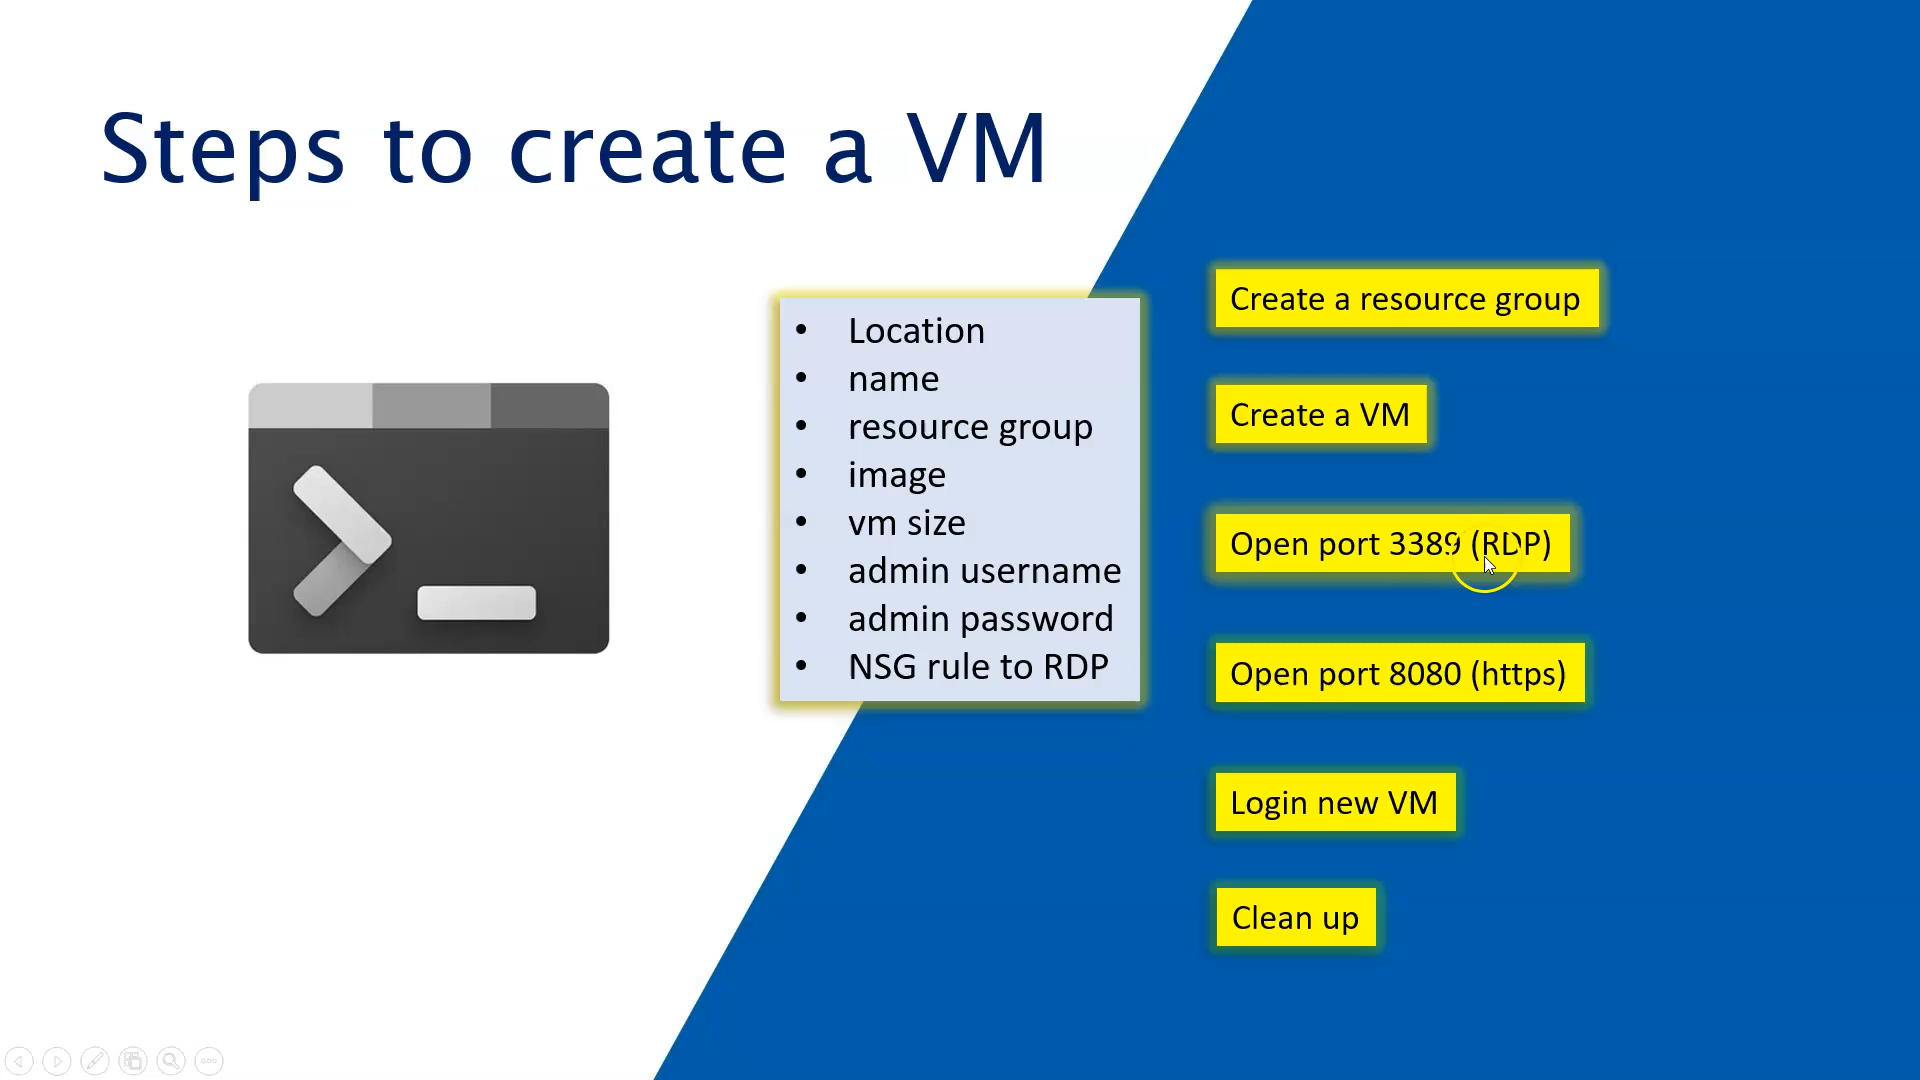 Steps to create a VM
• Location
• name
• resource group
• image
• vm size
• admin username
• admin password
• NSG rule to RDP
Create a resource group
Create a VM
Open port 3389 (RDP)
Open port 8080 (https)
Login new VM
Clean up